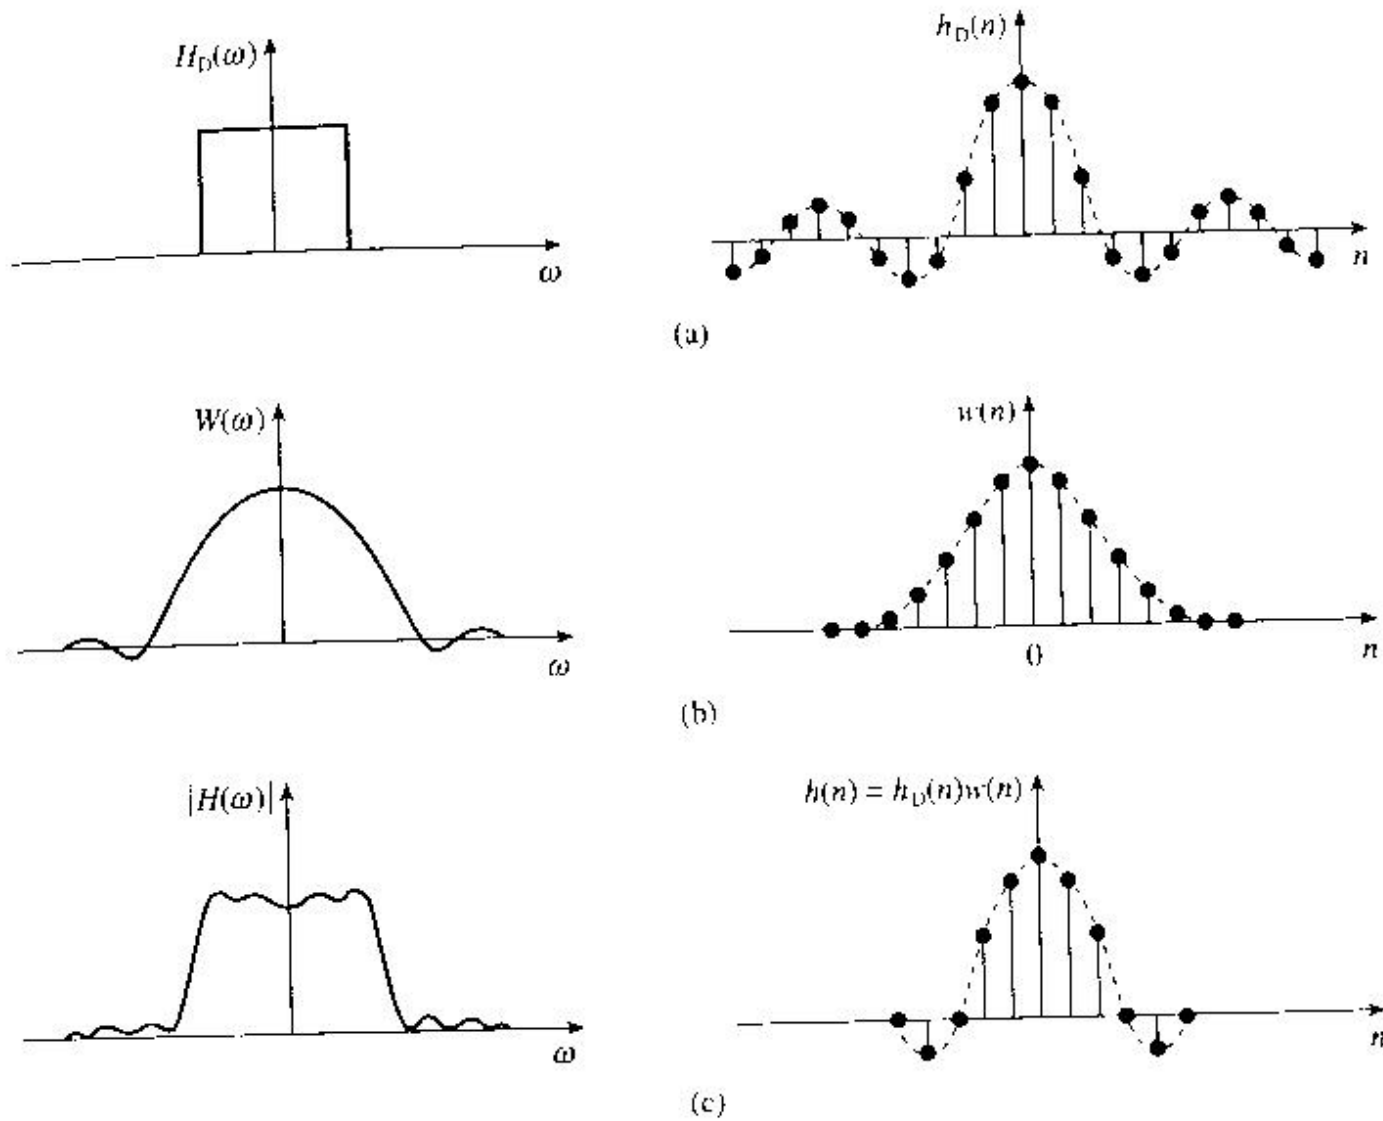 H_D(ω)
h_D(n)
ω
n
(a)
W(ω)
w(n)
ω
0
n
(b)
|H(ω)|
h(n) = h_D(n)w(n)
ω
n
(c)